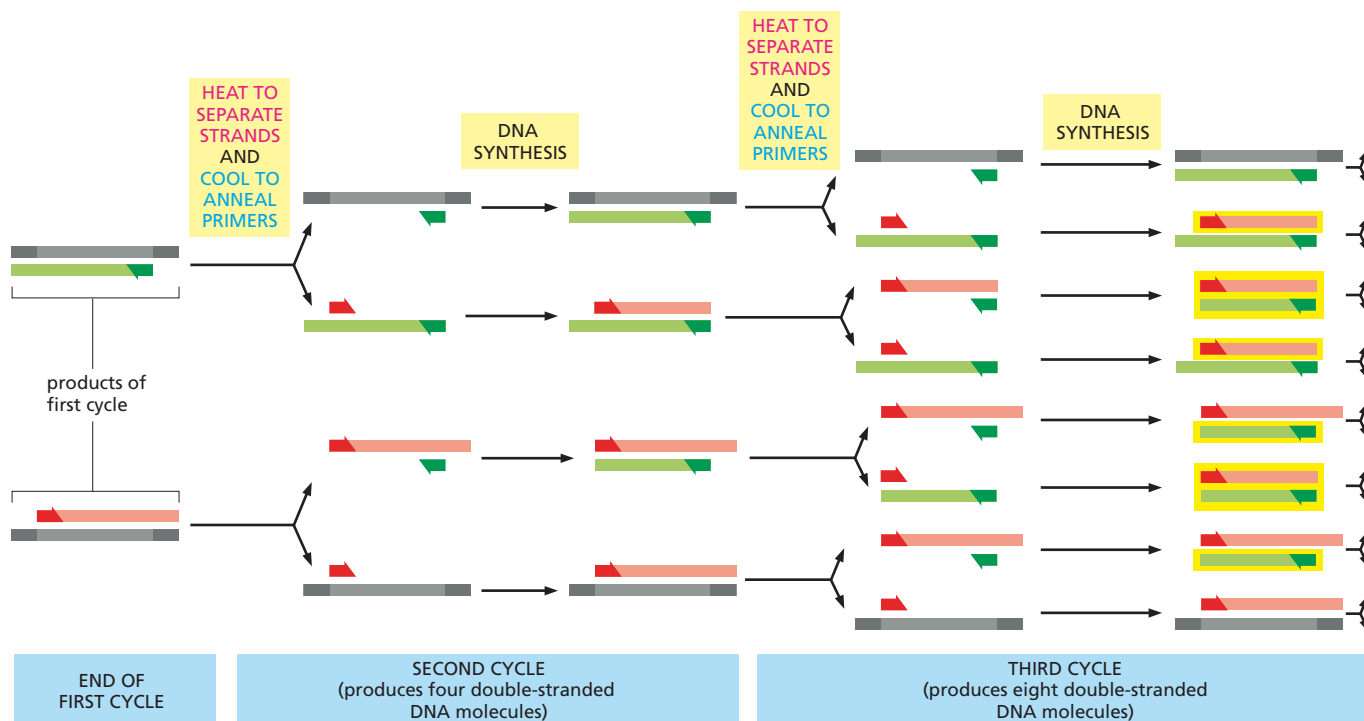 HEAT TO
SEPARATE
STRANDS
AND
COOL TO
ANNEAL
PRIMERS
DNA
SYNTHESIS
HEAT TO
SEPARATE
STRANDS
AND
COOL TO
ANNEAL
PRIMERS
DNA
SYNTHESIS
products of
first cycle
END OF
FIRST CYCLE
SECOND CYCLE
(produces four double-stranded
DNA molecules)
THIRD CYCLE
(produces eight double-stranded
DNA molecules)